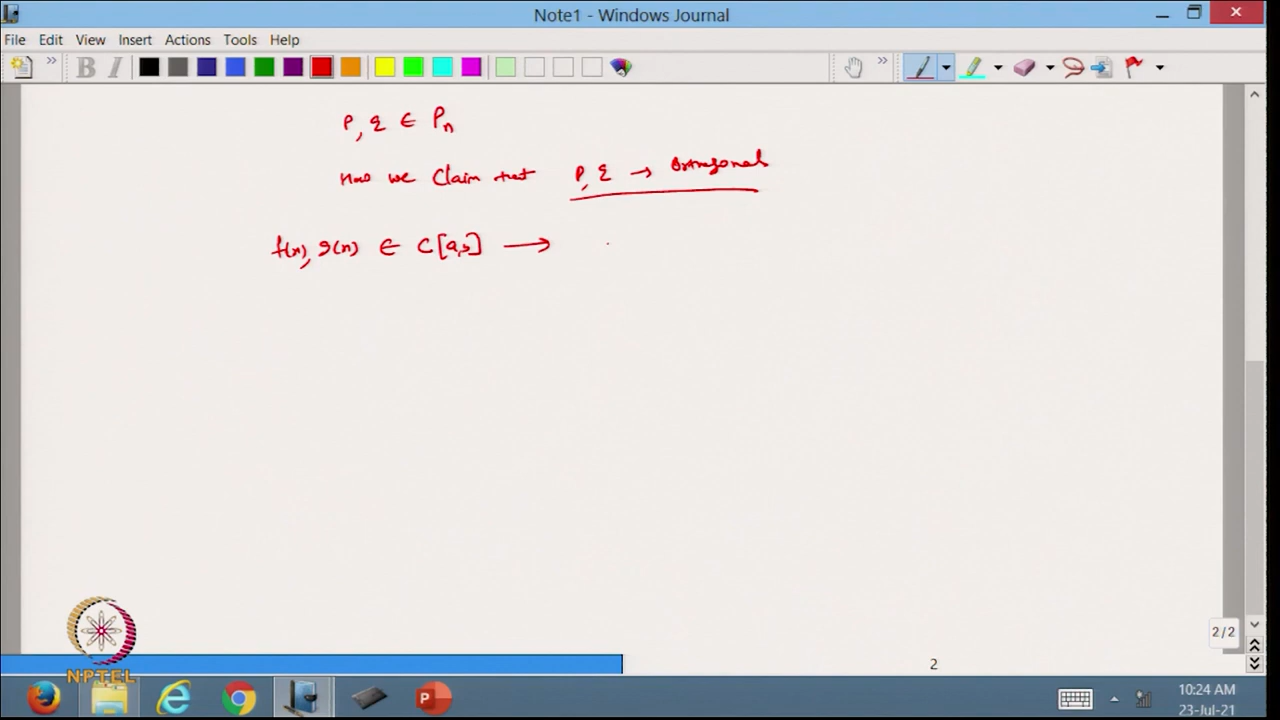 Note1 - Windows Journal
File Edit View Insert Actions Tools Help
P, q ∈ Pn
How we Claim that P, q → Orthogonal
f(x), g(x) ∈ C[a,b] →
2/2
2
NPTEL
10:24 AM
23-Jul-21